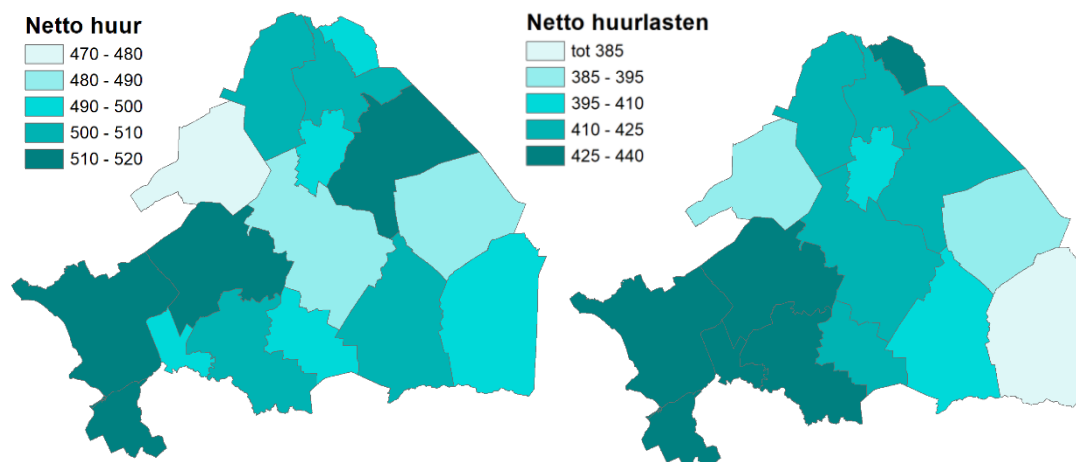 Netto huur
470 - 480
480 - 490
490 - 500
500 - 510
510 - 520
Netto huurlasten
tot 385
385 - 395
395 - 410
410 - 425
425 - 440